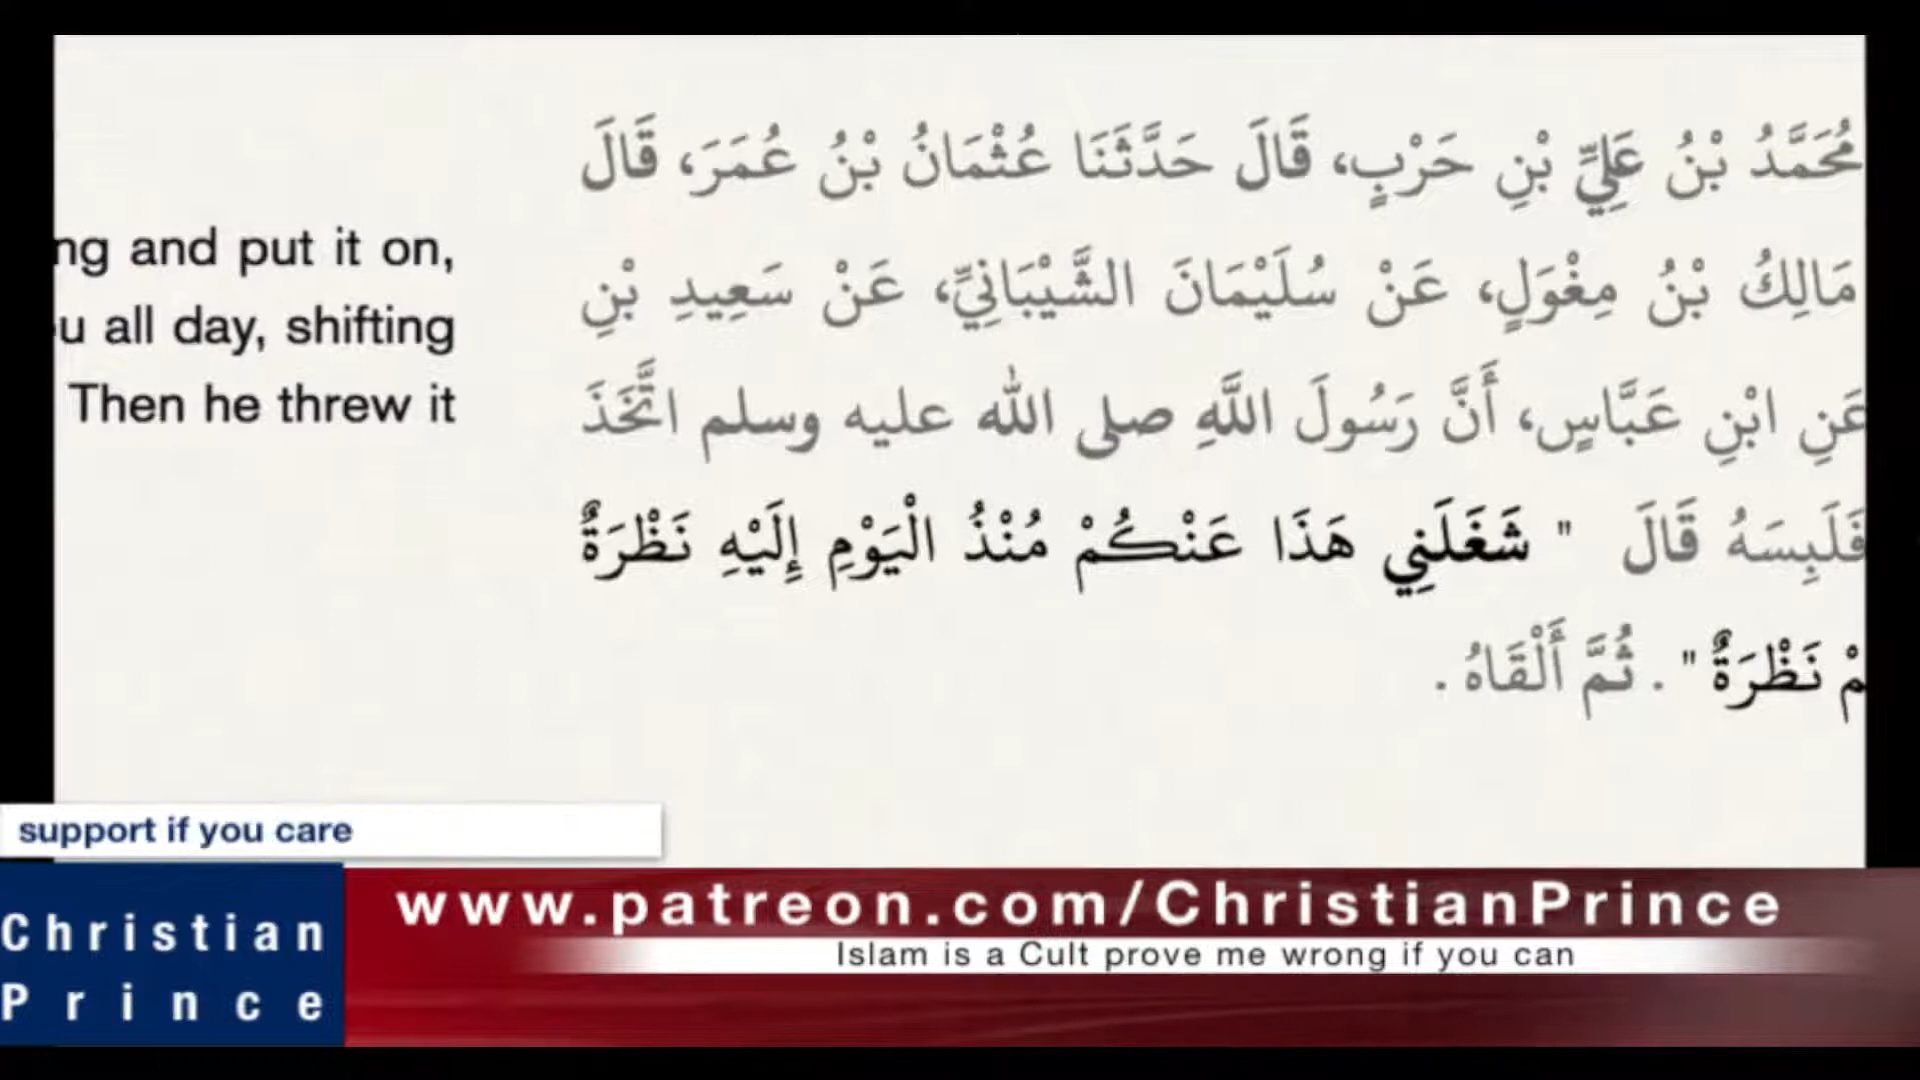 ng and put it on,
u all day, shifting
Then he threw it
مُحَمَّدُ بْنُ عَلِيِّ بْنِ حَرْبٍ، قَالَ حَدَّثَنَا عُثْمَانُ بْنُ عُمَرَ، قَالَ
مَالِكُ بْنُ مِغْوَلٍ، عَنْ سُلَيْمَانَ الشَّيْبَانِيِّ، عَنْ سَعِيدِ بْنِ
عَنِ ابْنِ عَبَّاسٍ، أَنَّ رَسُولَ اللَّهِ صلى الله عليه وسلم اتَّخَذَ
فَلَبِسَهُ قَالَ " شَغَلَنِي هَذَا عَنْكُمْ مُنْذُ الْيَوْمِ إِلَيْهِ نَظْرَةٌ
مْ نَظْرَةٌ " . ثُمَّ أَلْقَاهُ .
support if you care
Christian
Prince
www.patreon.com/ChristianPrince
Islam is a Cult prove me wrong if you can